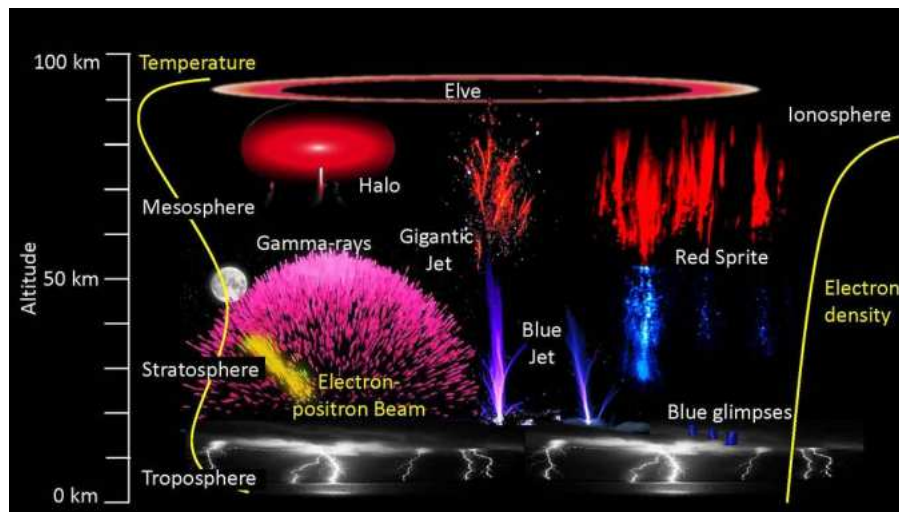 100 km
Temperature
Elve
Ionosphere
Halo
Mesosphere
Gamma-rays
Gigantic
Jet
Red Sprite
50 km
Altitude
Electron
density
Blue
Jet
Stratosphere
Electron-
positron Beam
Blue glimpses
Troposphere
0 km